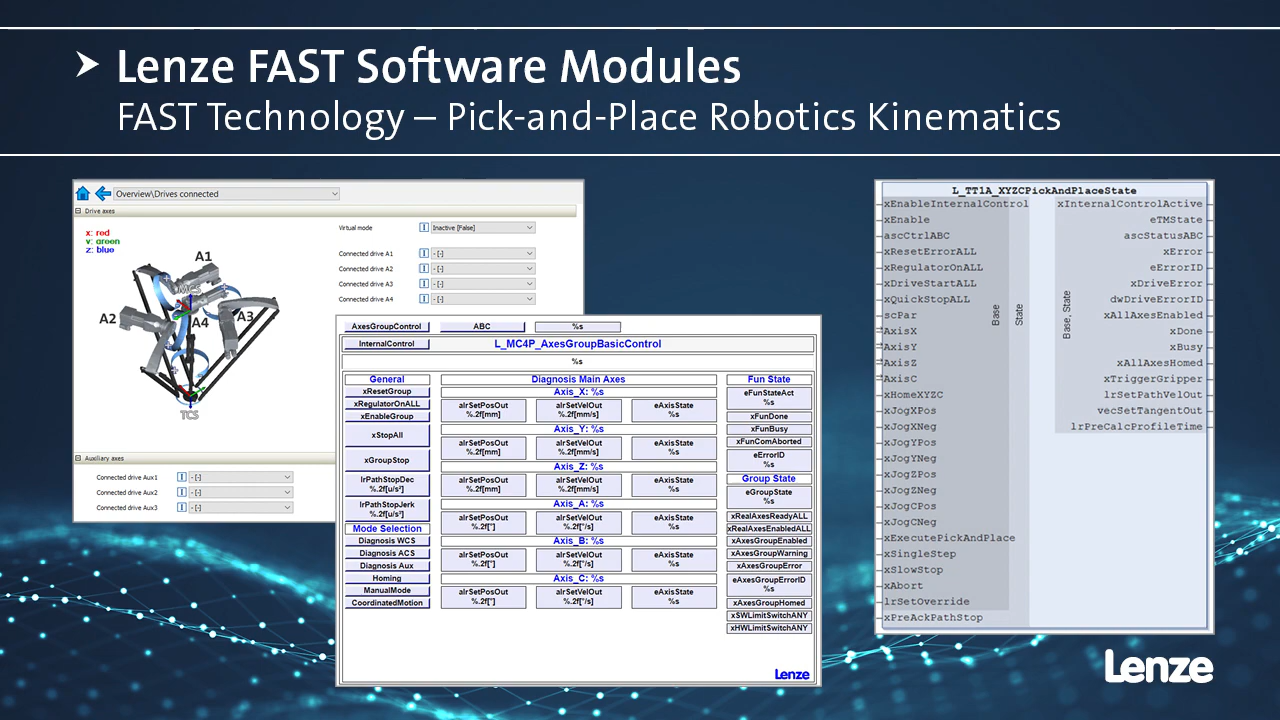 Lenze FAST Software Modules
FAST Technology – Pick-and-Place Robotics Kinematics
Overview\Drives connected
Drive axes
x: red
y: green
z: blue
A1
A2
A3
A4
MCS
TCS
Virtual mode
Inactive [False]
Connected drive A1
- [-]
Connected drive A2
- [-]
Connected drive A3
- [-]
Connected drive A4
- [-]
Auxiliary axes
Connected drive Aux1
- [-]
Connected drive Aux2
- [-]
Connected drive Aux3
- [-]
AxesGroupControl
ABC
%s
InternalControl
L_MC4P_AxesGroupBasicControl
%s
General
xResetGroup
xRegulatorOnALL
xEnableGroup
xStopAll
xGroupStop
lrPathStopDec
%.2f[u/s²]
lrPathStopJerk
%.2f[u/s³]
Mode Selection
Diagnosis WCS
Diagnosis ACS
Diagnosis Aux
Homing
ManualMode
CoordinatedMotion
Diagnosis Main Axes
Axis_X: %s
alrSetPosOut
%.2f[mm]
alrSetVelOut
%.2f[mm/s]
eAxisState
%s
Axis_Y: %s
alrSetPosOut
%.2f[mm]
alrSetVelOut
%.2f[mm/s]
eAxisState
%s
Axis_Z: %s
alrSetPosOut
%.2f[mm]
alrSetVelOut
%.2f[mm/s]
eAxisState
%s
Axis_A: %s
alrSetPosOut
%.2f[°]
alrSetVelOut
%.2f[°/s]
eAxisState
%s
Axis_B: %s
alrSetPosOut
%.2f[°]
alrSetVelOut
%.2f[°/s]
eAxisState
%s
Axis_C: %s
alrSetPosOut
%.2f[°]
alrSetVelOut
%.2f[°/s]
eAxisState
%s
Fun State
eFunStateAct
%s
xFunDone
xFunBusy
xFunComAborted
eErrorID
%s
Group State
eGroupState
%s
xRealAxesReadyALL
xRealAxesEnabledALL
xAxesGroupEnabled
xAxesGroupWarning
xAxesGroupError
eAxesGroupErrorID
%s
xAxesGroupHomed
xSWLimitSwitchANY
xHWLimitSwitchANY
Lenze
L_TT1A_XYZCPickAndPlaceState
xEnableInternalControl
xEnable
ascCtrlABC
xResetErrorALL
xRegulatorOnALL
xDriveStartALL
xQuickStopALL
scPar
AxisX
AxisY
AxisZ
AxisC
xHomeXYZC
xJogXPos
xJogXNeg
xJogYPos
xJogYNeg
xJogZPos
xJogZNeg
xJogCPos
xJogCNeg
xExecutePickAndPlace
xSingleStep
xSlowStop
xAbort
lrSetOverride
xPreAckPathStop
Base
State
Base, State
xInternalControlActive
eTMState
ascStatusABC
xError
eErrorID
xDriveError
dwDriveErrorID
xAllAxesEnabled
xDone
xBusy
xAllAxesHomed
xTriggerGripper
lrSetPathVelOut
vecSetTangentOut
lrPreCalcProfileTime
Lenze